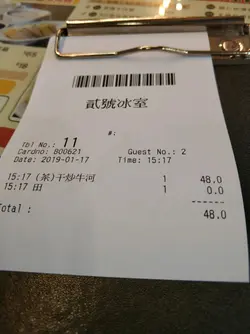 貳號冰室
#:
Tbl No.: 11
Cardno: 800621 Guest No.: 2
Date: 2019-01-17 Time: 15:17
15:17 (茶)干炒牛河 1 48.0
15:17 田 1 0.0
Total: 48.0